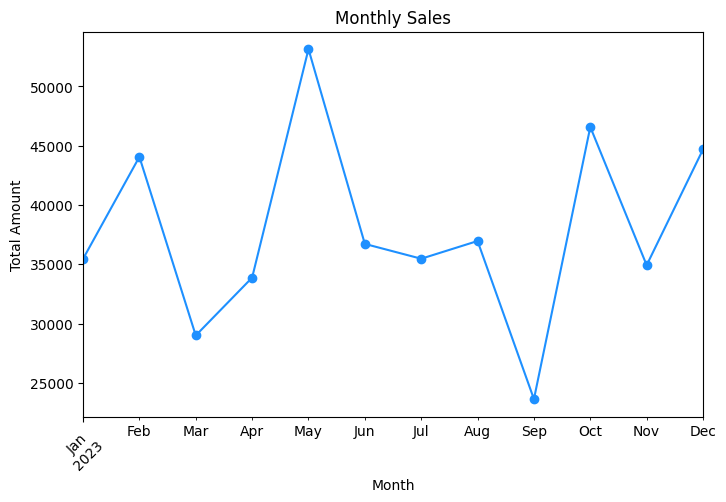 Monthly Sales
Total Amount
50000
45000
40000
35000
30000
25000
Jan
2023
Feb
Mar
Apr
May
Jun
Jul
Aug
Sep
Oct
Nov
Dec
Month